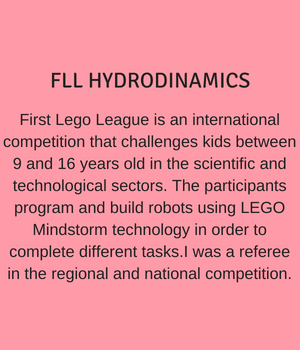 FLL HYDRODINAMICS
First Lego League is an international
competition that challenges kids between
9 and 16 years old in the scientific and
technological sectors. The participants
program and build robots using LEGO
Mindstorm technology in order to
complete different tasks.I was a referee
in the regional and national competition.